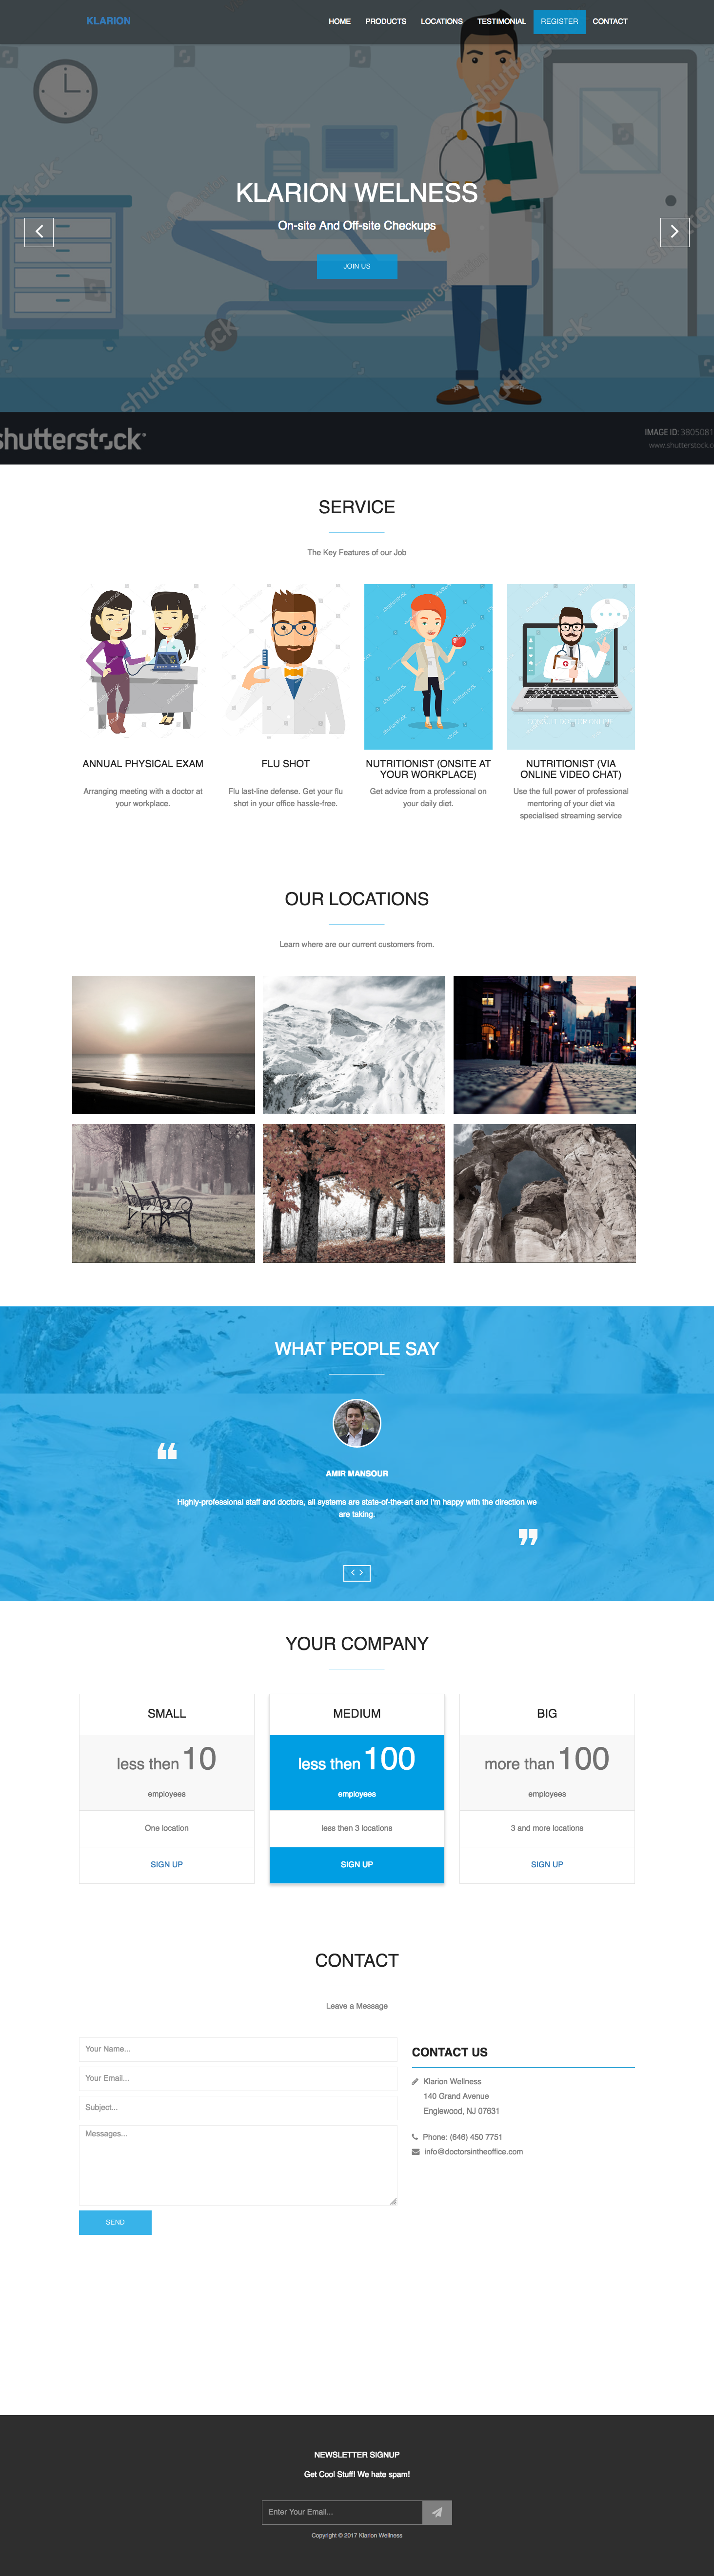 KLARION
HOME PRODUCTS LOCATIONS TESTIMONIAL REGISTER CONTACT
KLARION WELNESS
On-site And Off-site Checkups
JOIN US
shutterstock
IMAGE ID: 3805081
www.shutterstock.c
SERVICE
The Key Features of our Job
CONSULT DOCTOR ONLINE
ANNUAL PHYSICAL EXAM
Arranging meeting with a doctor at
your workplace.
FLU SHOT
Flu last-line defense. Get your flu
shot in your office hassle-free.
NUTRITIONIST (ONSITE AT
YOUR WORKPLACE)
Get advice from a professional on
your daily diet.
NUTRITIONIST (VIA
ONLINE VIDEO CHAT)
Use the full power of professional
mentoring of your diet via
specialised streaming service
OUR LOCATIONS
Learn where are our current customers from.
WHAT PEOPLE SAY
AMIR MANSOUR
Highly-professional staff and doctors, all systems are state-of-the-art and I'm happy with the direction we
are taking.
YOUR COMPANY
SMALL
less then 10
employees
One location
SIGN UP
MEDIUM
less then 100
employees
less then 3 locations
SIGN UP
BIG
more than 100
employees
3 and more locations
SIGN UP
CONTACT
Leave a Message
Your Name...
Your Email...
Subject...
Messages...
SEND
CONTACT US
Klarion Wellness
140 Grand Avenue
Englewood, NJ 07631
Phone: (646) 450 7751
info@doctorsintheoffice.com
NEWSLETTER SIGNUP
Get Cool Stuff! We hate spam!
Enter Your Email...
Copyright © 2017 Klarion Wellness